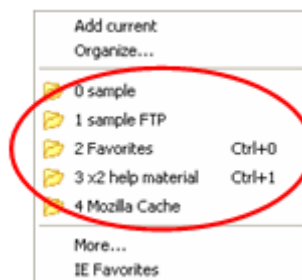 Add current
Organize...
0 sample
1 sample FTP
2 Favorites Ctrl+0
3 x2 help material Ctrl+1
4 Mozilla Cache
More...
IE Favorites